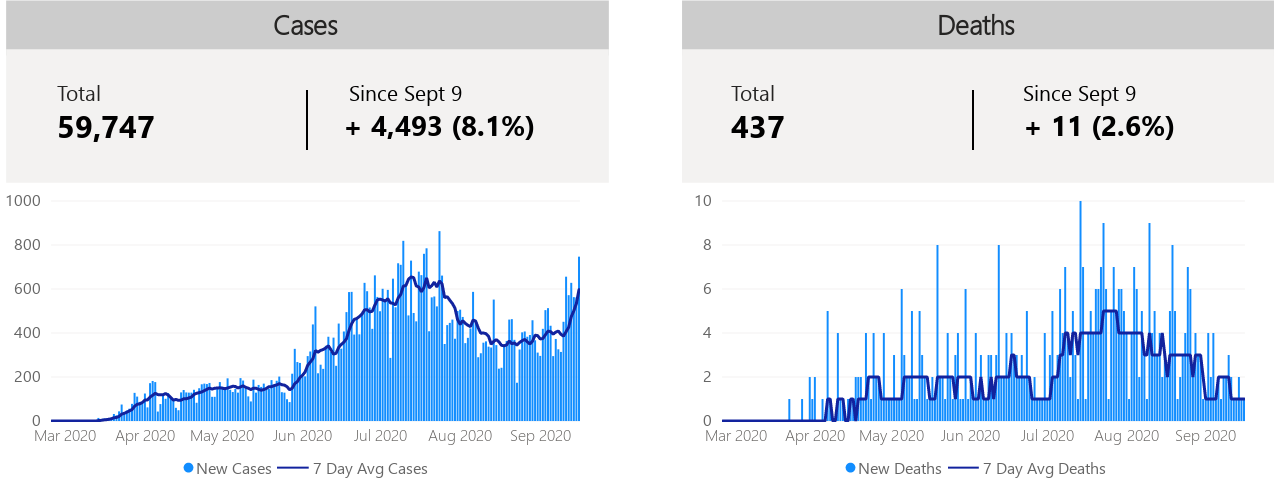 Cases
Total
59,747
Since Sept 9
+ 4,493 (8.1%)
1000
800
600
400
200
0
Mar 2020 Apr 2020 May 2020 Jun 2020 Jul 2020 Aug 2020 Sep 2020
New Cases 7 Day Avg Cases
Deaths
Total
437
Since Sept 9
+ 11 (2.6%)
10
8
6
4
2
0
Mar 2020 Apr 2020 May 2020 Jun 2020 Jul 2020 Aug 2020 Sep 2020
New Deaths 7 Day Avg Deaths